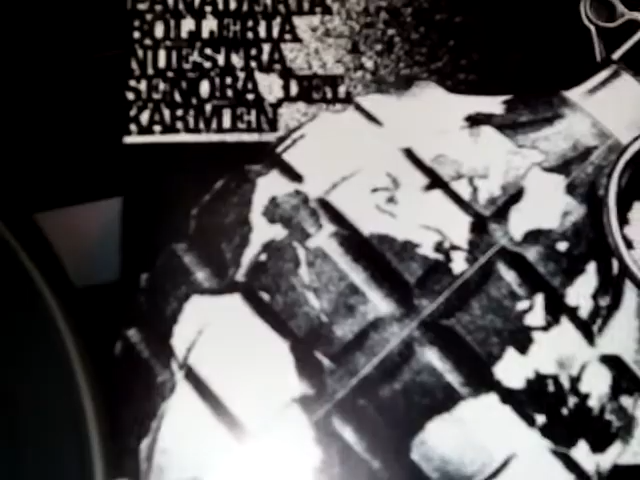 PANADERIA
BOLLERIA
NUESTRA
SEÑORA DEL
KARMEN